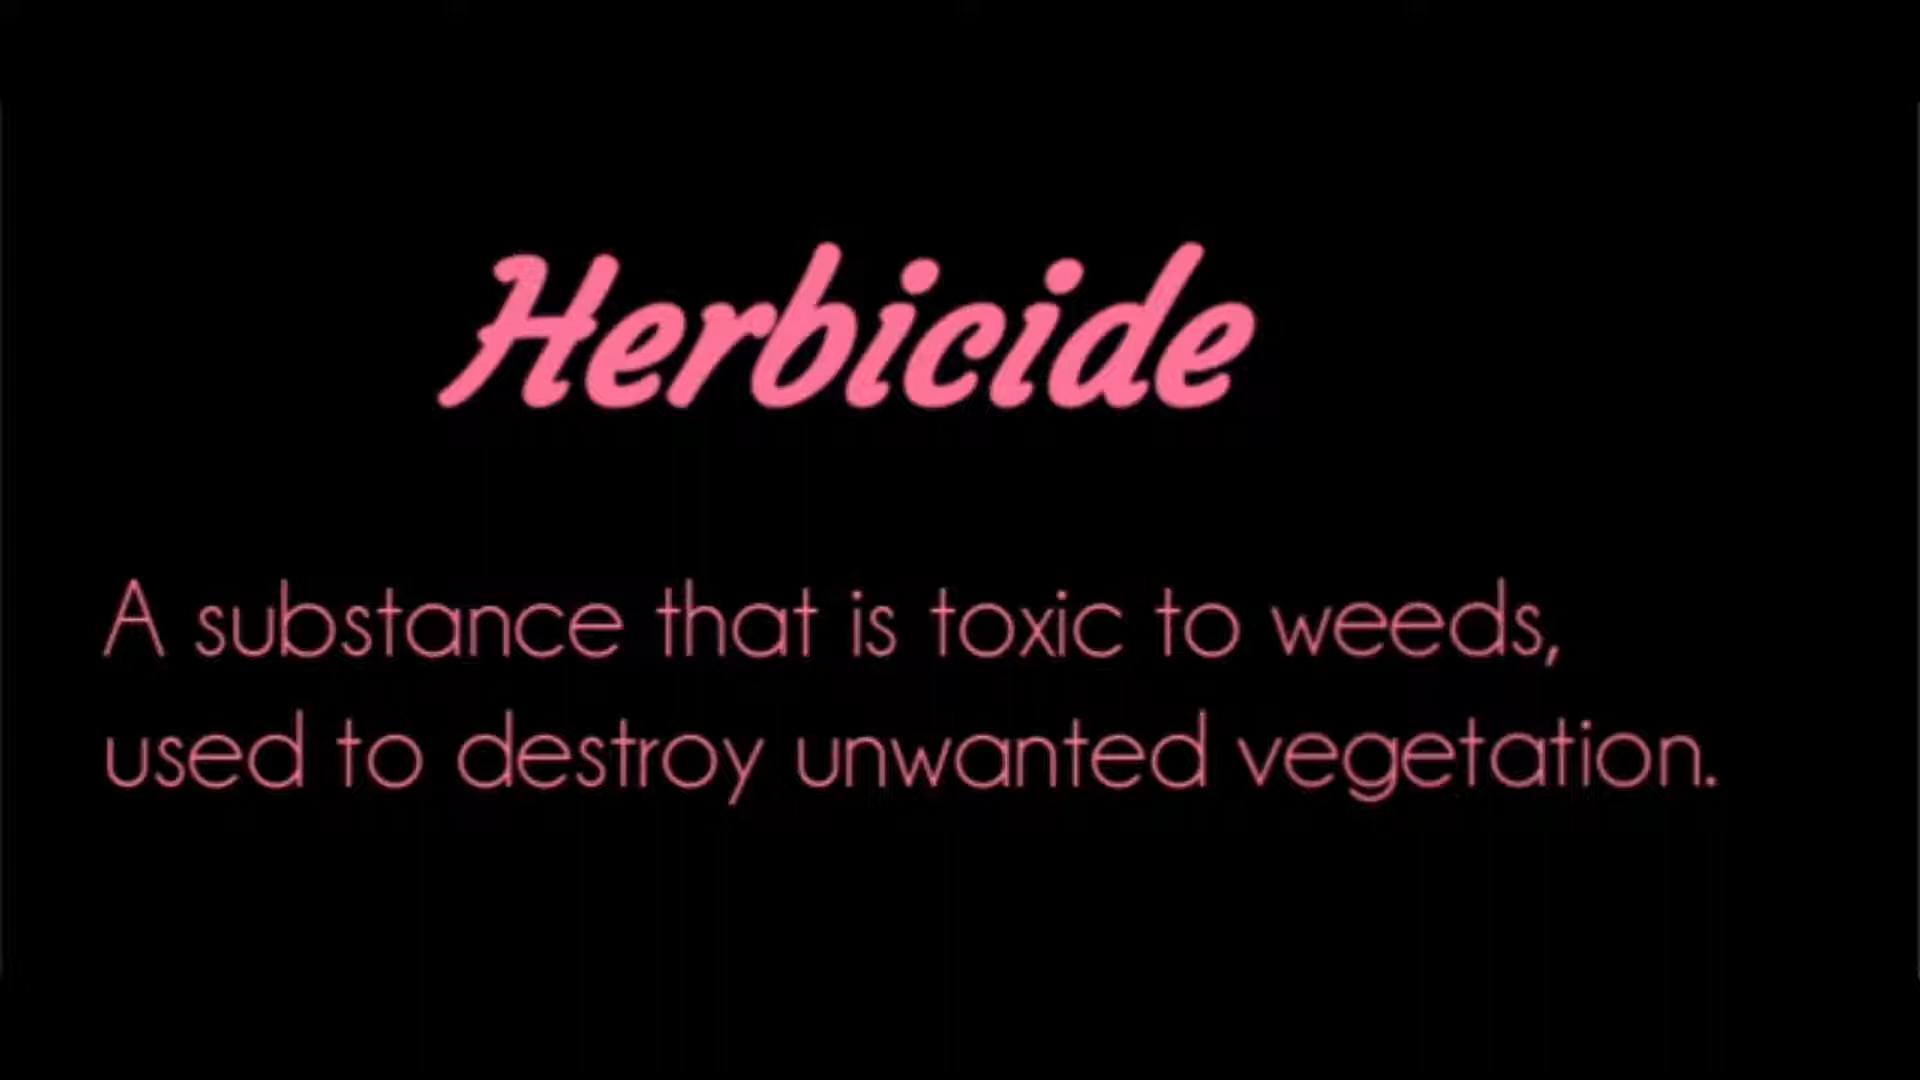 Herbicide
A substance that is toxic to weeds,
used to destroy unwanted vegetation.